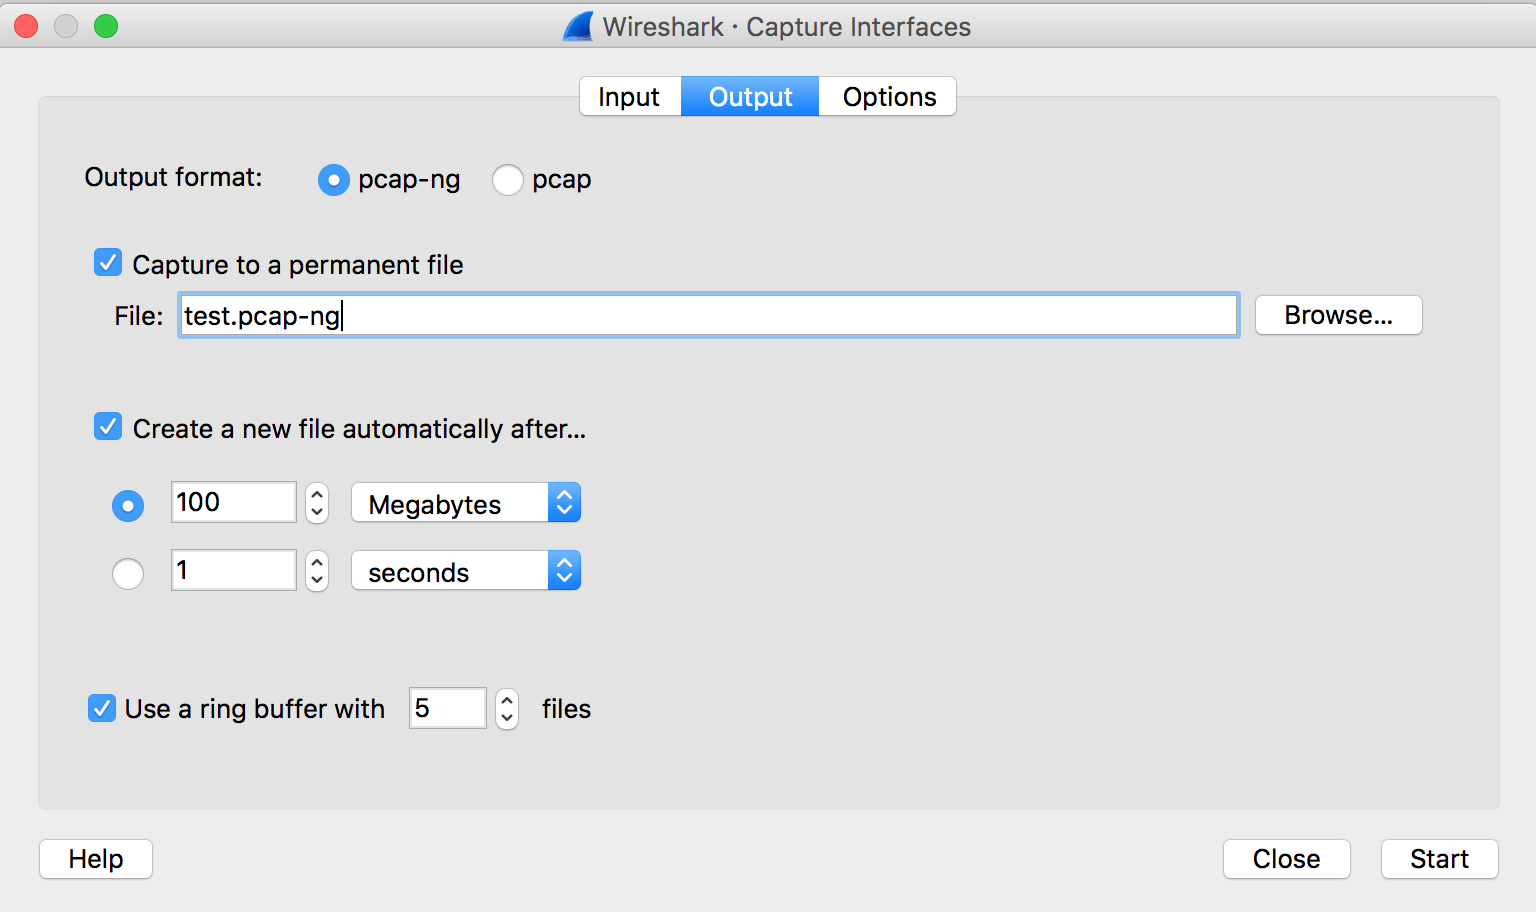 Wireshark · Capture Interfaces
Input Output Options
Output format: pcap-ng pcap
Capture to a permanent file
File: test.pcap-ng Browse...
Create a new file automatically after...
100 Megabytes
1 seconds
Use a ring buffer with 5 files
Help Close Start